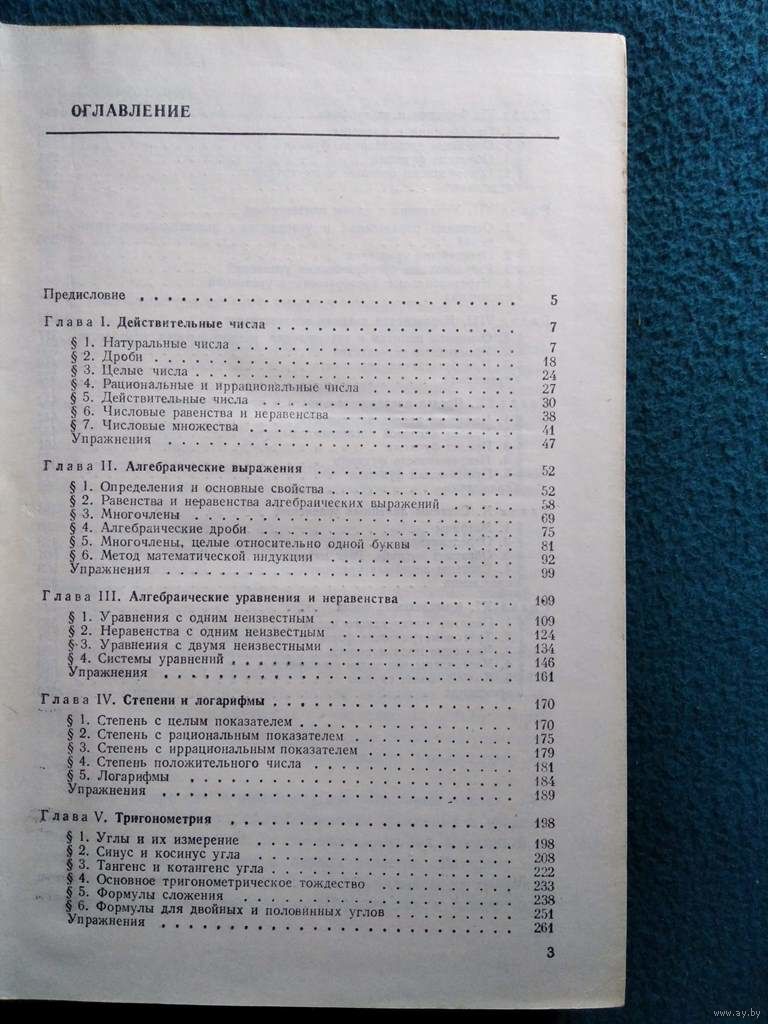 ОГЛАВЛЕНИЕ
Предисловие . . . . . . . . . . . . . . . . . . . . 5
Глава I. Действительные числа . . . . . . . . . . . . 7
§ 1. Натуральные числа . . . . . . . . . . . . . . 7
§ 2. Дроби . . . . . . . . . . . . . . . . . . 18
§ 3. Целые числа . . . . . . . . . . . . . . . . 24
§ 4. Рациональные и иррациональные числа . . . . . . . 27
§ 5. Действительные числа . . . . . . . . . . . . . 30
§ 6. Числовые равенства и неравенства . . . . . . . . . 38
§ 7. Числовые множества . . . . . . . . . . . . . . 41
Упражнения . . . . . . . . . . . . . . . . . . 47
Глава II. Алгебраические выражения . . . . . . . . . . 52
§ 1. Определения и основные свойства . . . . . . . . . 52
§ 2. Равенства и неравенства алгебраических выражений . . . . 58
§ 3. Многочлены . . . . . . . . . . . . . . . . 69
§ 4. Алгебраические дроби . . . . . . . . . . . . . 75
§ 5. Многочлены, целые относительно одной буквы . . . . . 81
§ 6. Метод математической индукции . . . . . . . . . . 92
Упражнения . . . . . . . . . . . . . . . . . . 99
Глава III. Алгебраические уравнения и неравенства . . . . . . 109
§ 1. Уравнения с одним неизвестным . . . . . . . . . . 109
§ 2. Неравенства с одним неизвестным . . . . . . . . . 124
§ 3. Уравнения с двумя неизвестными . . . . . . . . . 134
§ 4. Системы уравнений . . . . . . . . . . . . . . 146
Упражнения . . . . . . . . . . . . . . . . . . 161
Глава IV. Степени и логарифмы . . . . . . . . . . . . 170
§ 1. Степень с целым показателем . . . . . . . . . . . 170
§ 2. Степень с рациональным показателем . . . . . . . . 175
§ 3. Степень с иррациональным показателем . . . . . . . 179
§ 4. Степень положительного числа . . . . . . . . . . 181
§ 5. Логарифмы . . . . . . . . . . . . . . . . . 184
Упражнения . . . . . . . . . . . . . . . . . . 189
Глава V. Тригонометрия . . . . . . . . . . . . . . . 198
§ 1. Углы и их измерение . . . . . . . . . . . . . 198
§ 2. Синус и косинус угла . . . . . . . . . . . . . 208
§ 3. Тангенс и котангенс угла . . . . . . . . . . . . 222
§ 4. Основное тригонометрическое тождество . . . . . . . 233
§ 5. Формулы сложения . . . . . . . . . . . . . . 238
§ 6. Формулы для двойных и половинных углов . . . . . . 251
Упражнения . . . . . . . . . . . . . . . . . . 261
3
www.ay.by